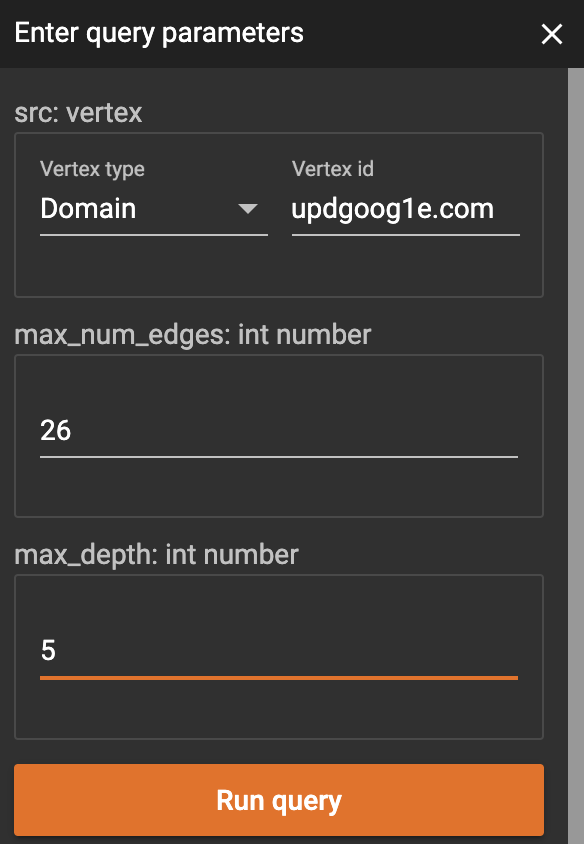 Enter query parameters
src: vertex
Vertex type Vertex id
Domain updgoog1e.com
max_num_edges: int number
26
max_depth: int number
5
Run query